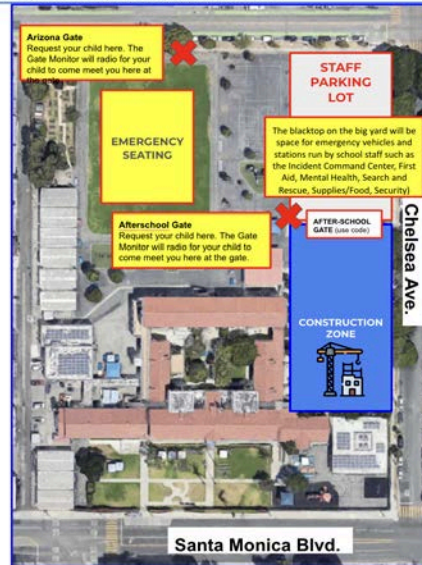 Arizona Gate
Request your child here. The
Gate Monitor will radio for your
child to come meet you here at
the gate.
STAFF
PARKING
LOT
EMERGENCY
SEATING
The blacktop on the big yard will be
space for emergency vehicles and
stations run by school staff such as
the Incident Command Center, First
Aid, Mental Health, Search and
Rescue, Supplies/Food, Security)
Afterschool Gate
Request your child here. The Gate
Monitor will radio for your child to
come meet you here at the gate.
AFTER-SCHOOL
GATE (use code)
Chelsea Ave.
CONSTRUCTION
ZONE
Santa Monica Blvd.